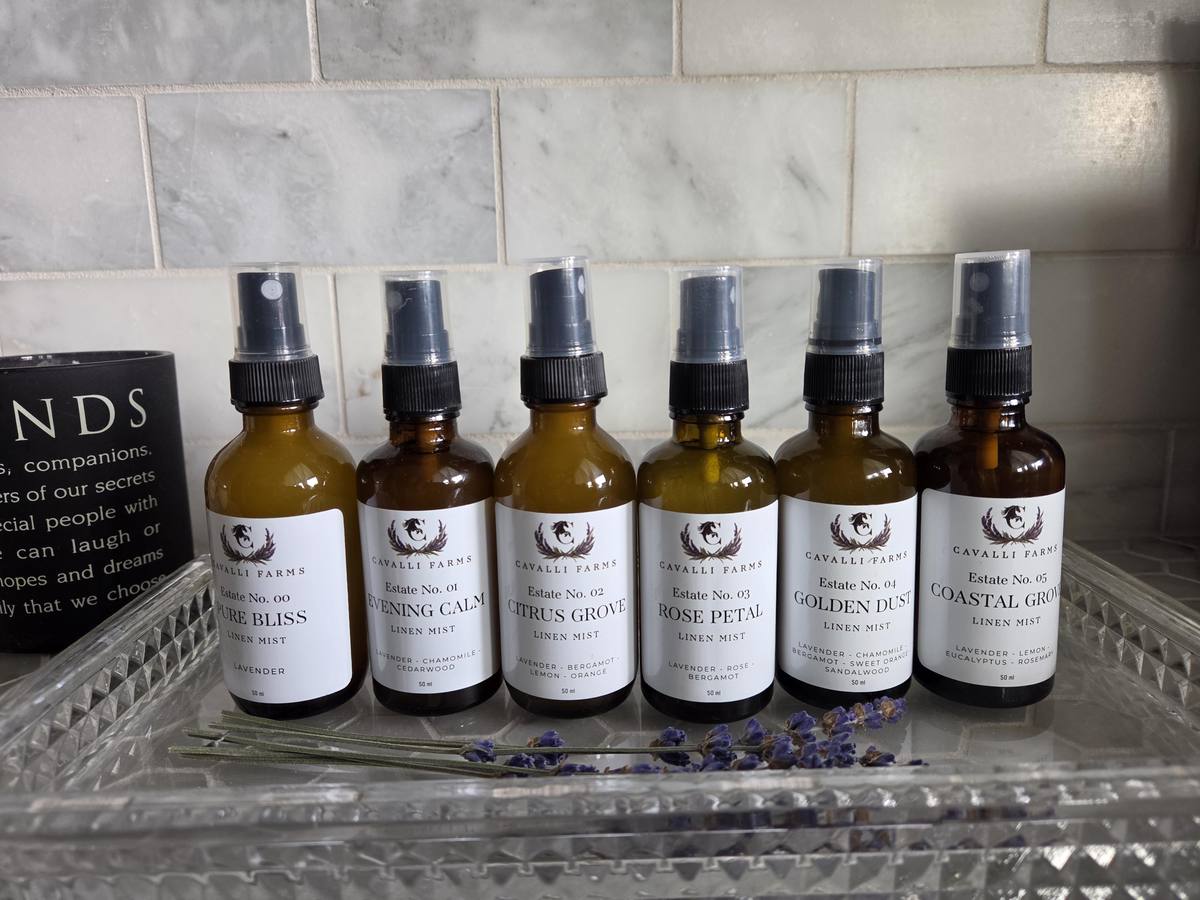 NDS
s, companions.
ers of our secrets
ecial people with
e can laugh or
hopes and dreams
lly that we choose
C
CAVALLI FARMS
Estate No. 00
PURE BLISS
LINEN MIST
LAVENDER
50 ml
C
CAVALLI FARMS
Estate No. 01
EVENING CALM
LINEN MIST
LAVENDER - CHAMOMILE -
CEDARWOOD
50 ml
C
CAVALLI FARMS
Estate No. 02
CITRUS GROVE
LINEN MIST
LAVENDER - BERGAMOT -
LEMON - ORANGE
50 ml
C
CAVALLI FARMS
Estate No. 03
ROSE PETAL
LINEN MIST
LAVENDER - ROSE -
BERGAMOT
50 ml
C
CAVALLI FARMS
Estate No. 04
GOLDEN DUST
LINEN MIST
LAVENDER - CHAMOMILE -
BERGAMOT - SWEET ORANGE
SANDALWOOD
50 ml
C
CAVALLI FARMS
Estate No. 05
COASTAL GROVE
LINEN MIST
LAVENDER - LEMON -
EUCALYPTUS - ROSEMARY
50 ml